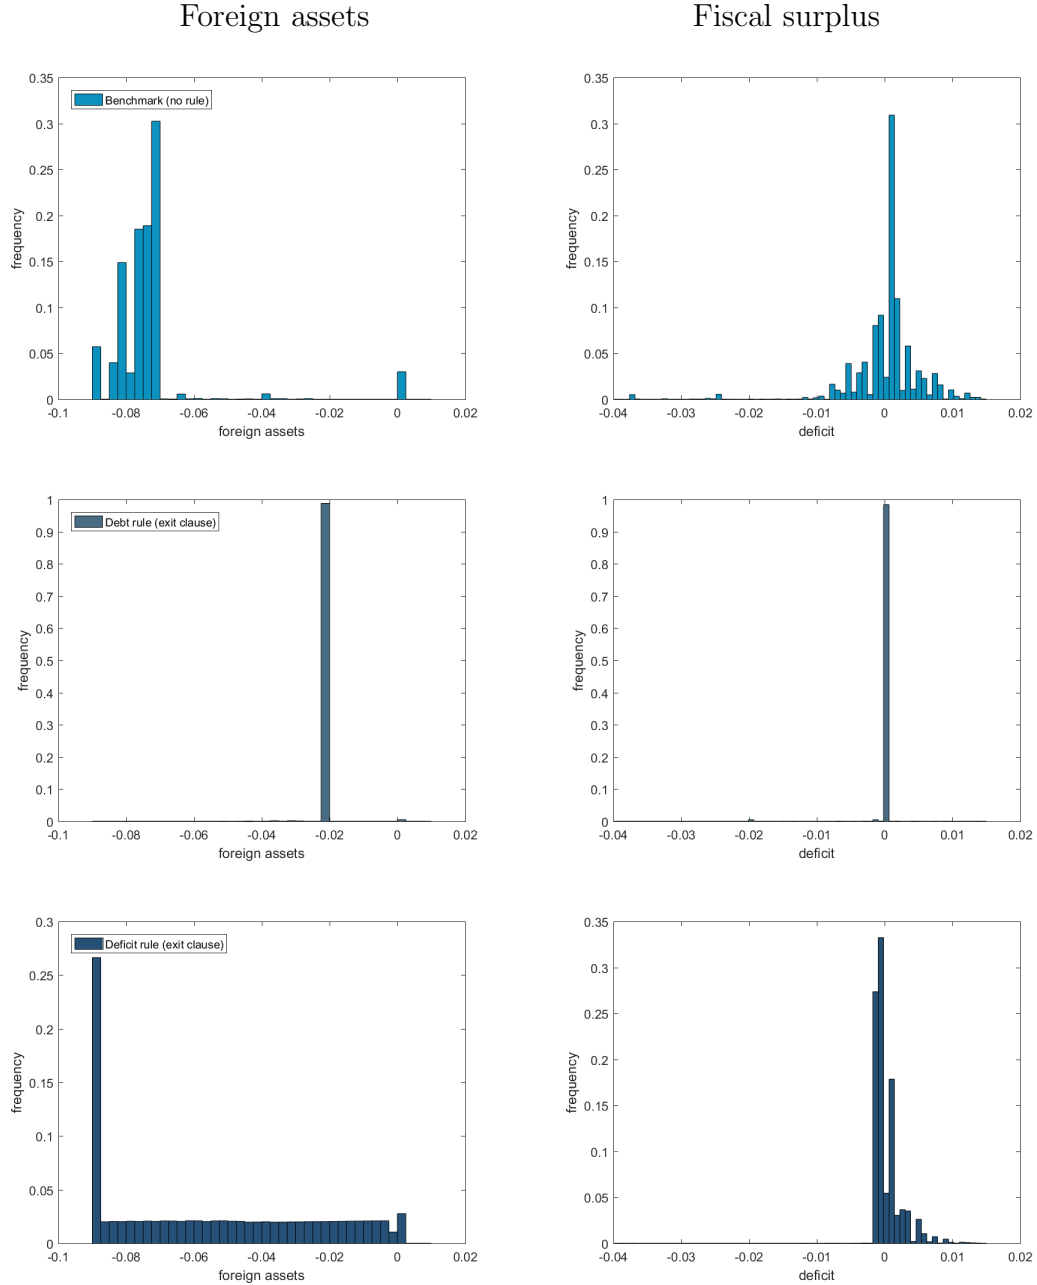 Foreign assets
Fiscal surplus
0.35
0.3
0.25
0.2
0.15
0.1
0.05
0
frequency
Benchmark (no rule)
-0.1 -0.08 -0.06 -0.04 -0.02 0 0.02
foreign assets
0.35
0.3
0.25
0.2
0.15
0.1
0.05
0
frequency
-0.04 -0.03 -0.02 -0.01 0 0.01 0.02
deficit
1
0.9
0.8
0.7
0.6
0.5
0.4
0.3
0.2
0.1
0
frequency
Debt rule (exit clause)
-0.1 -0.08 -0.06 -0.04 -0.02 0 0.02
foreign assets
1
0.9
0.8
0.7
0.6
0.5
0.4
0.3
0.2
0.1
0
frequency
-0.04 -0.03 -0.02 -0.01 0 0.01 0.02
deficit
0.3
0.25
0.2
0.15
0.1
0.05
0
frequency
Deficit rule (exit clause)
-0.1 -0.08 -0.06 -0.04 -0.02 0 0.02
foreign assets
0.35
0.3
0.25
0.2
0.15
0.1
0.05
0
frequency
-0.04 -0.03 -0.02 -0.01 0 0.01 0.02
deficit